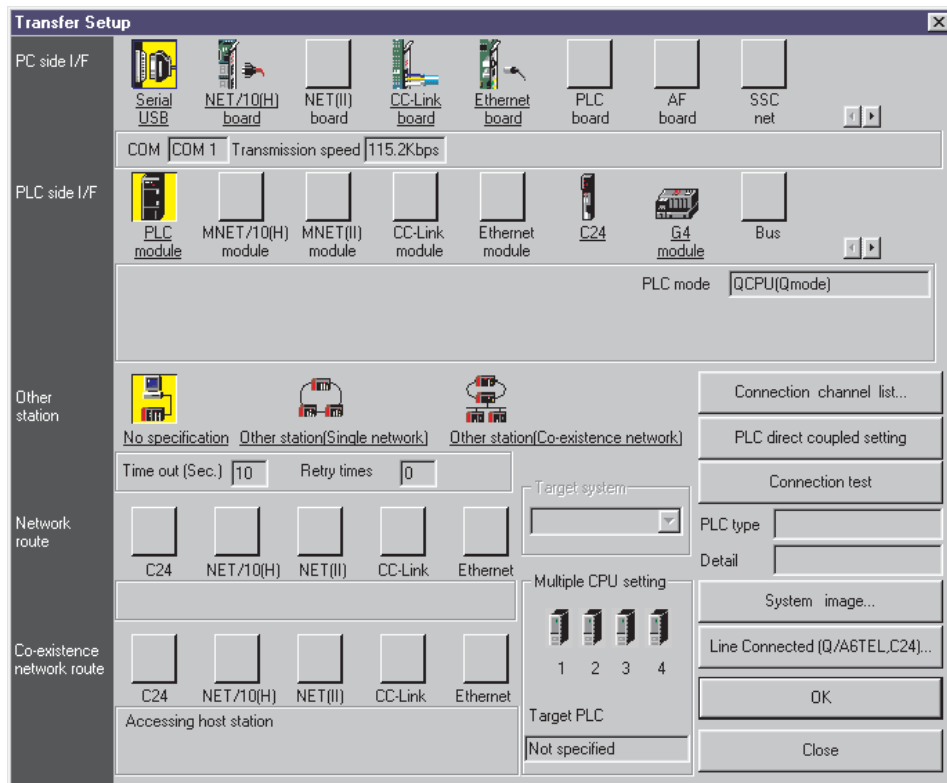 Transfer Setup
PC side I/F
Serial USB
NET/10(H) board
NET(II) board
CC-Link board
Ethernet board
PLC board
AF board
SSC net
COM COM 1 Transmission speed 115.2Kbps
PLC side I/F
PLC module
MNET/10(H) module
MNET(II) module
CC-Link module
Ethernet module
C24
G4 module
Bus
PLC mode QCPU(Qmode)
Other station
No specification
Other station(Single network)
Other station(Co-existence network)
Time out (Sec.) 10 Retry times 0
Target system
Network route
C24 NET/10(H) NET(II) CC-Link Ethernet
Multiple CPU setting
1 2 3 4
Target PLC
Not specified
Co-existence network route
C24 NET/10(H) NET(II) CC-Link Ethernet
Accessing host station
Connection channel list...
PLC direct coupled setting
Connection test
PLC type
Detail
System image...
Line Connected (Q/A6TEL,C24)...
OK
Close